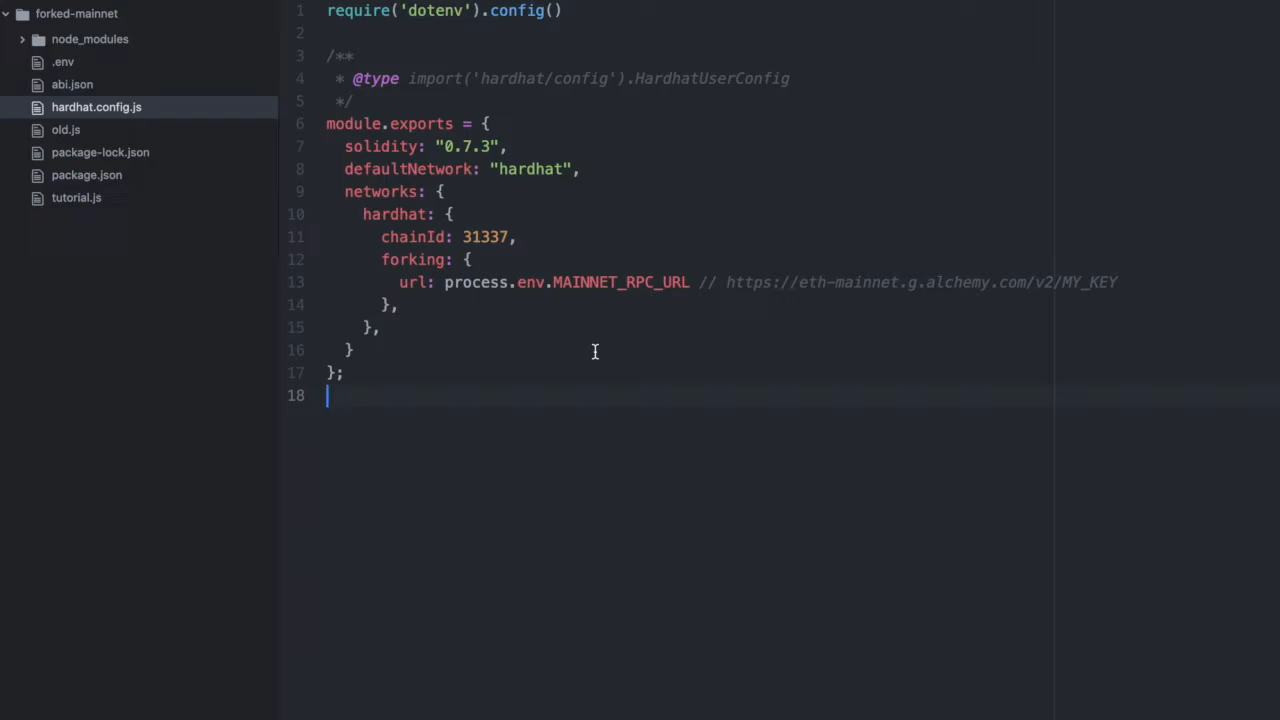 forked-mainnet
node_modules
.env
abi.json
hardhat.config.js
old.js
package-lock.json
package.json
tutorial.js
1 require('dotenv').config()
2
3 /**
4  * @type import('hardhat/config').HardhatUserConfig
5  */
6 module.exports = {
7   solidity: "0.7.3",
8   defaultNetwork: "hardhat",
9   networks: {
10     hardhat: {
11       chainId: 31337,
12       forking: {
13         url: process.env.MAINNET_RPC_URL // https://eth-mainnet.g.alchemy.com/v2/MY_KEY
14       },
15     },
16   }
17 };
18